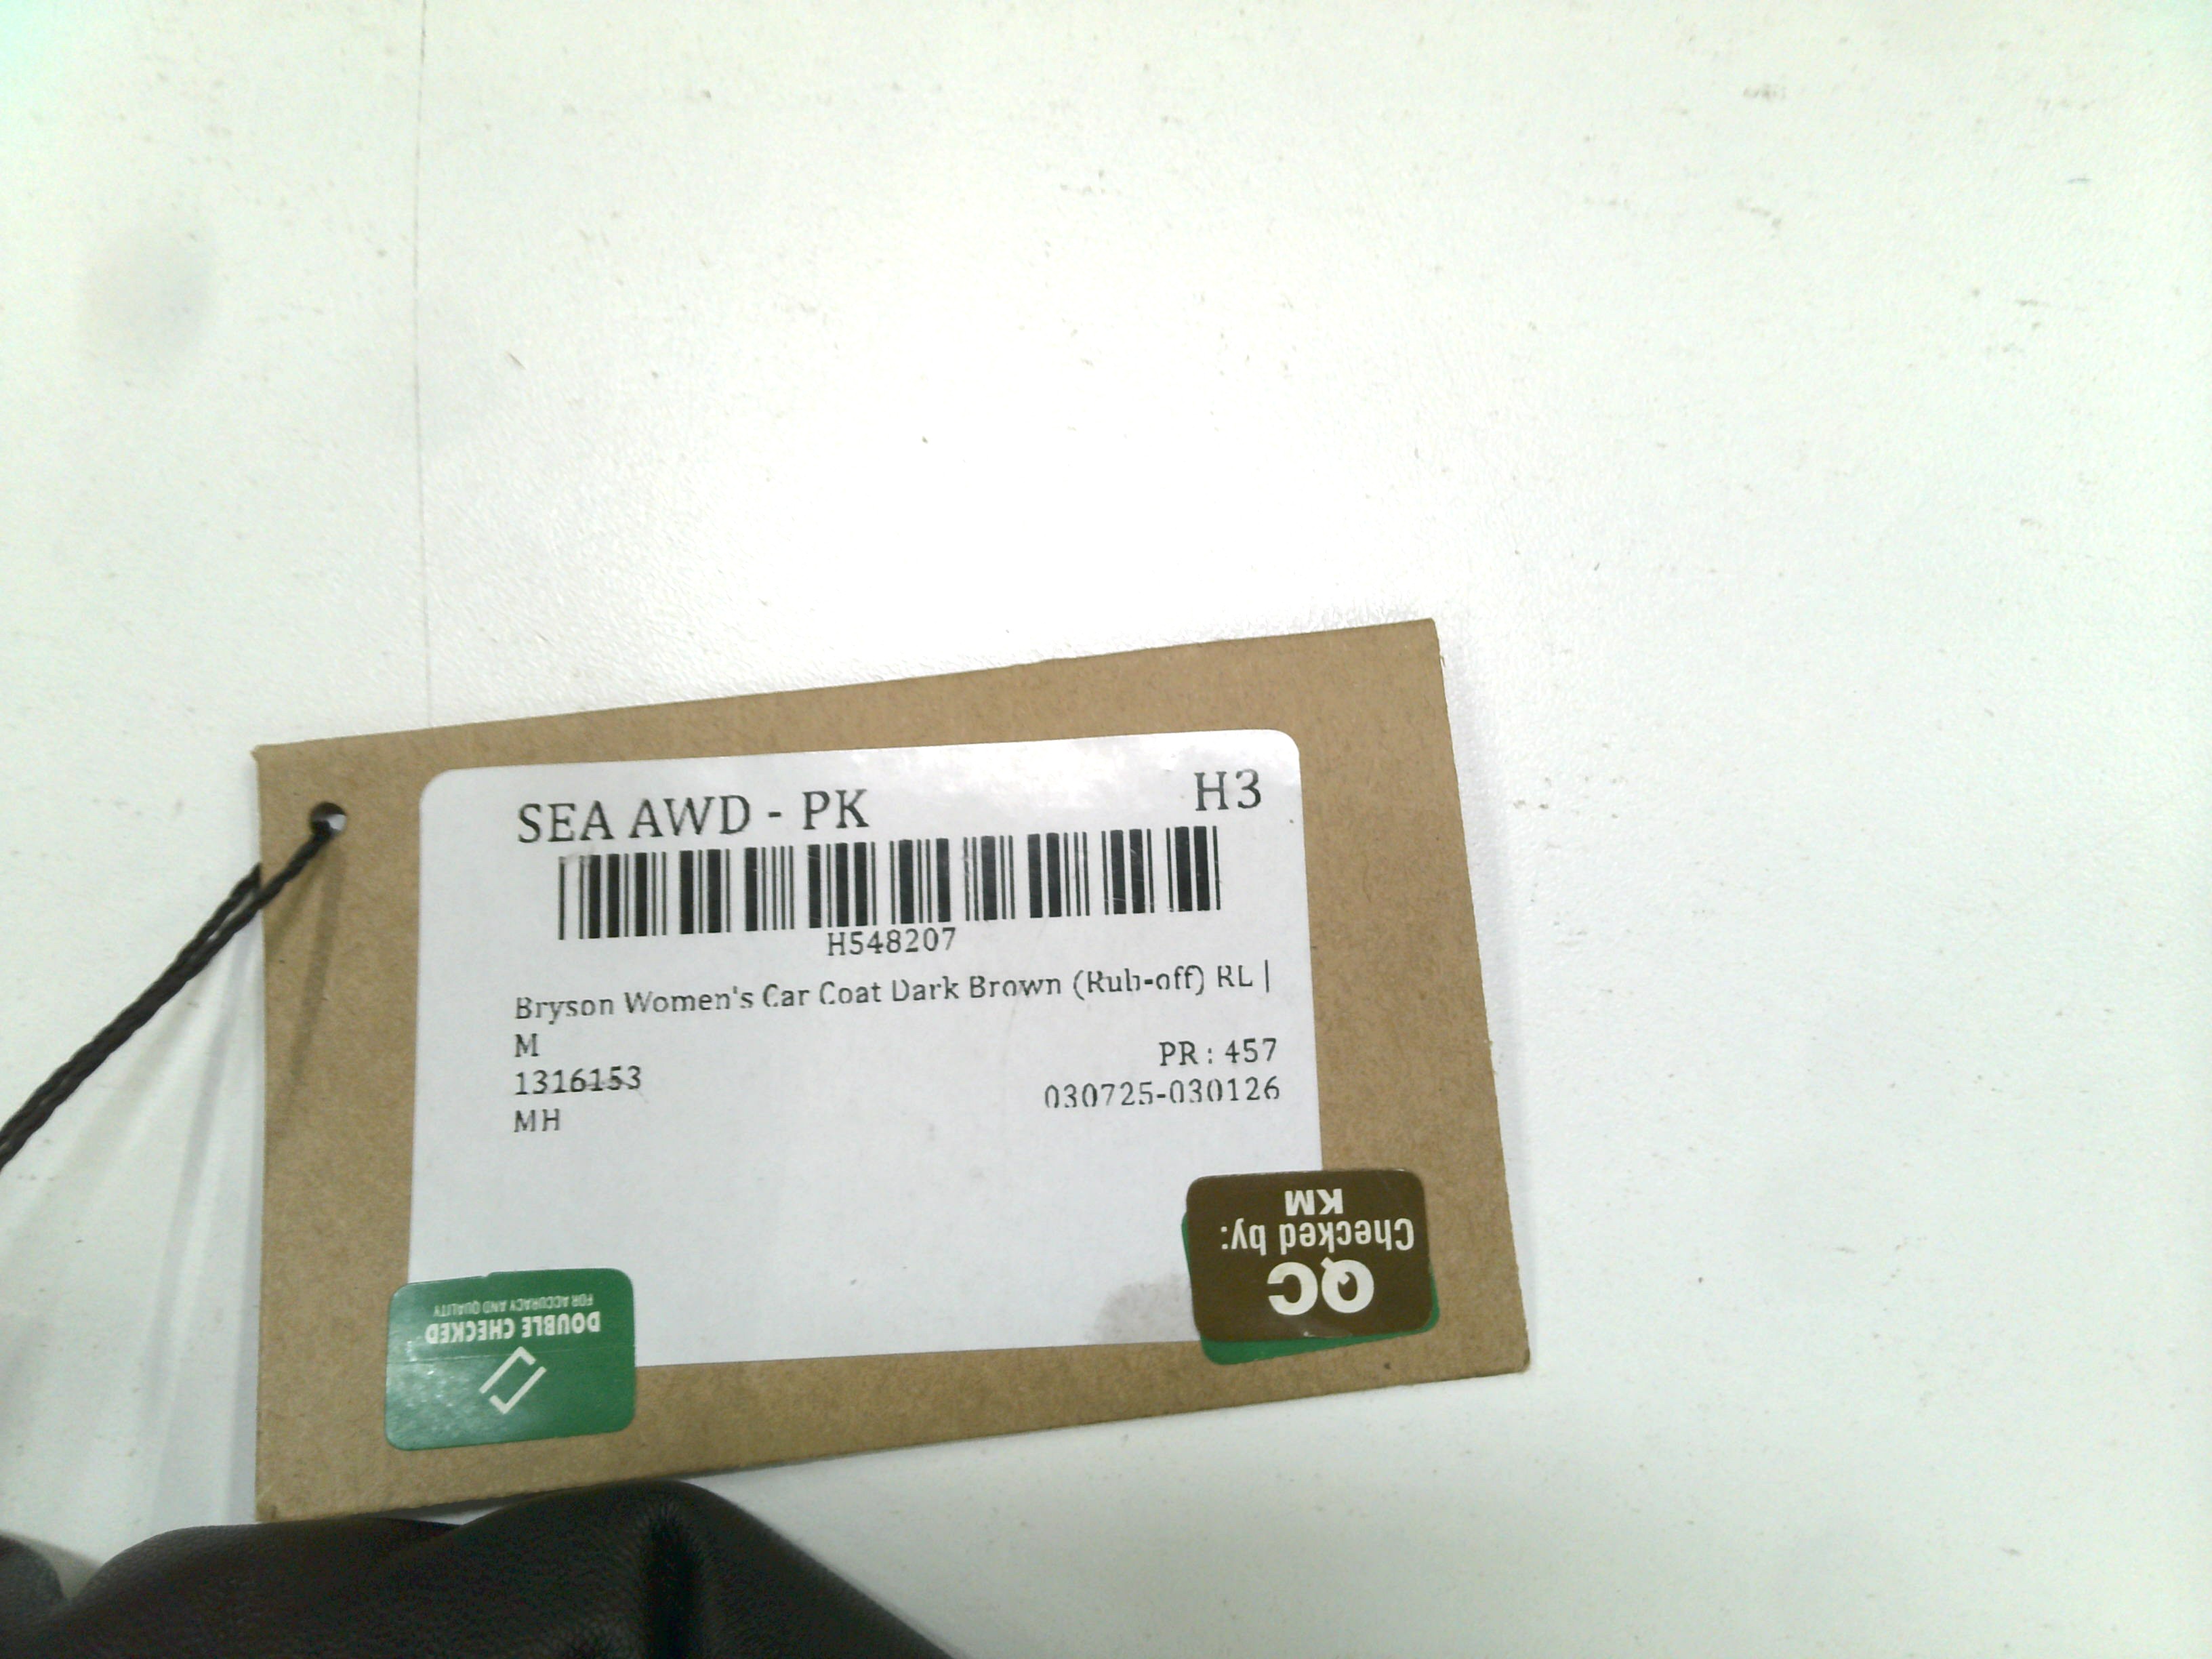 SEA AWD - PK H3
H548207
Bryson Women's Car Coat Dark Brown (Rub-off) RL |
M
PR : 457
1316153
030725-030126
MH
QC
Checked by:
KM
DOUBLE CHECKED
FOR ACCURACY AND QUALITY